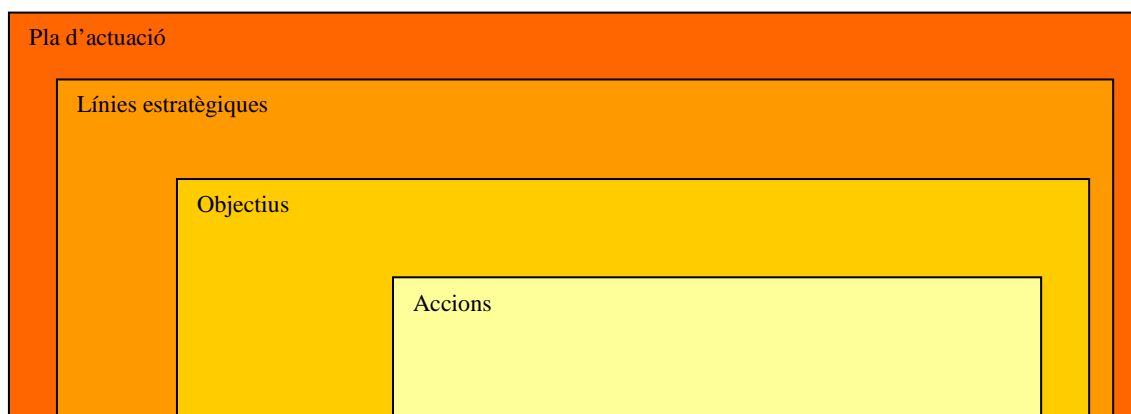 Pla d’actuació
Línies estratègiques
Objectius
Accions